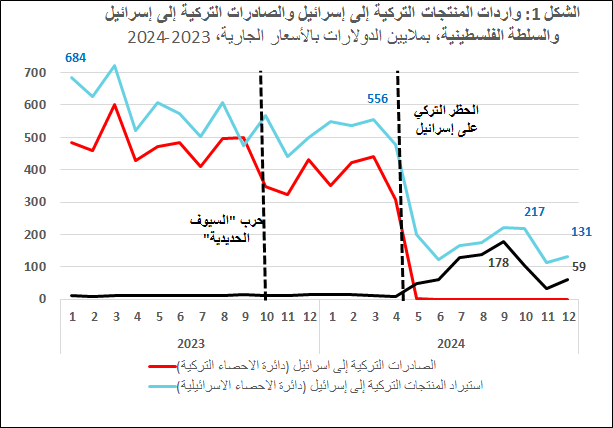 الشكل 1: واردات المنتجات التركية إلى إسرائيل والصادرات التركية إلى إسرائيل
والسلطة الفلسطينية، بملايين الدولارات بالأسعار الجارية، 2023-2024
700
600
500
400
300
200
100
0
684
556
الحظر التركي
على إسرائيل
حرب "السيوف
الحديدية"
217
131
178
59
1 2 3 4 5 6 7 8 9 10 11 12 1 2 3 4 5 6 7 8 9 10 11 12
2023 2024
الصادرات التركية إلى اسرائيل (دائرة الاحصاء التركية)
استيراد المنتجات التركية إلى إسرائيل (دائرة الاحصاء الاسرائيلية)